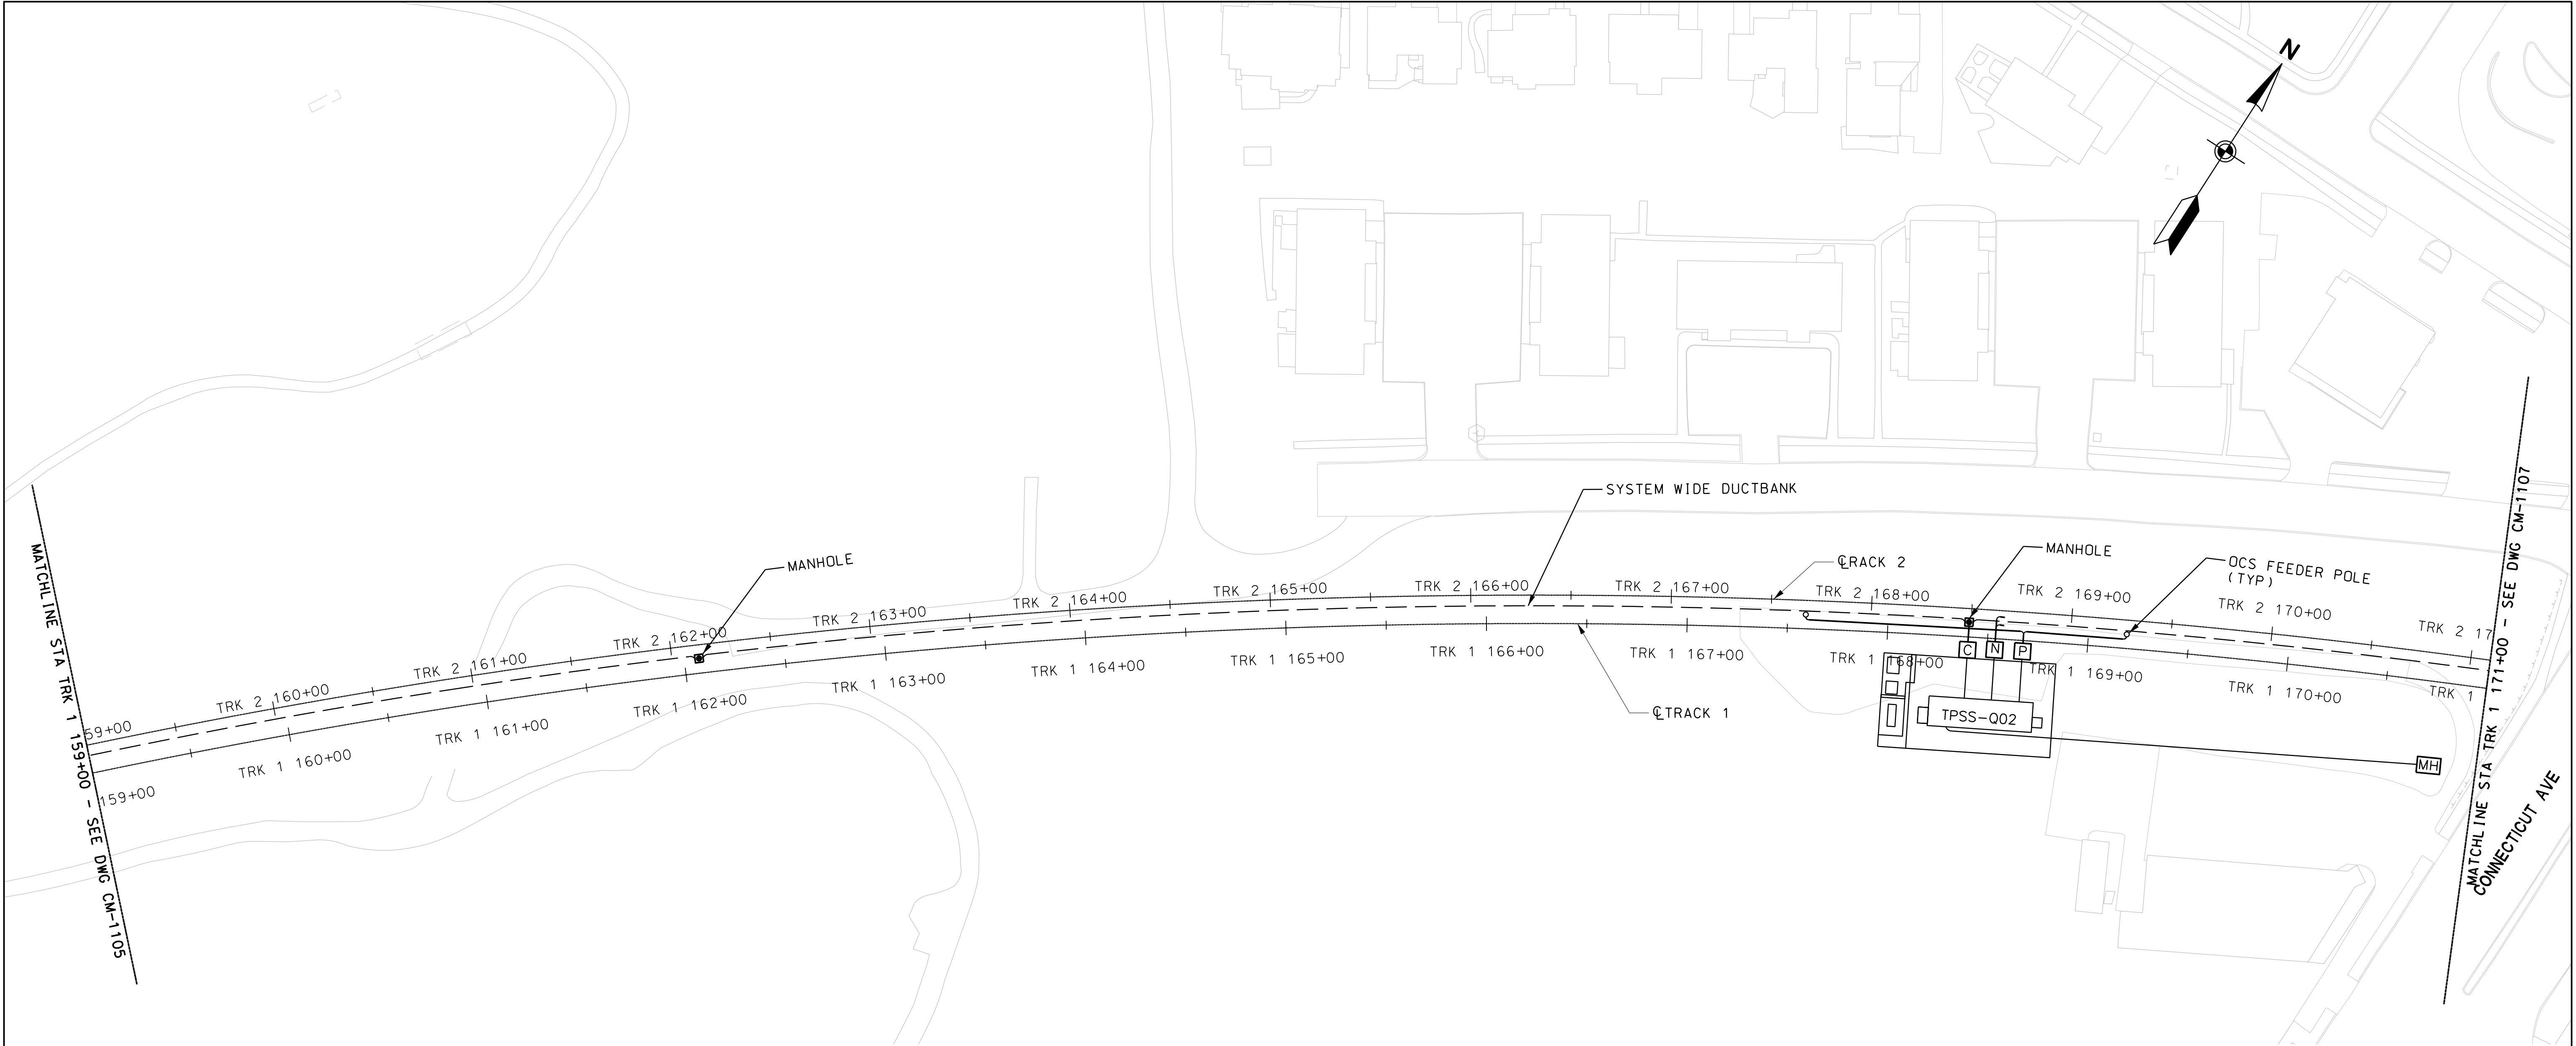 N
MATCHLINE STA TRK 1 159+00 - SEE DWG CM-1105
MATCHLINE STA TRK 1 171+00 - SEE DWG CM-1107
CONNECTICUT AVE
SYSTEM WIDE DUCTBANK
MANHOLE
℄RACK 2
MANHOLE
OCS FEEDER POLE
(TYP)
59+00
TRK 2 160+00
TRK 2 161+00
TRK 2 162+00
TRK 2 163+00
TRK 2 164+00
TRK 2 165+00
TRK 2 166+00
TRK 2 167+00
TRK 2 168+00
TRK 2 169+00
TRK 2 170+00
TRK 2 17
159+00
TRK 1 160+00
TRK 1 161+00
TRK 1 162+00
TRK 1 163+00
TRK 1 164+00
TRK 1 165+00
TRK 1 166+00
TRK 1 167+00
TRK 1 168+00
TRK 1 169+00
TRK 1 170+00
TRK 1
℄TRACK 1
C
N
P
TPSS-Q02
MH